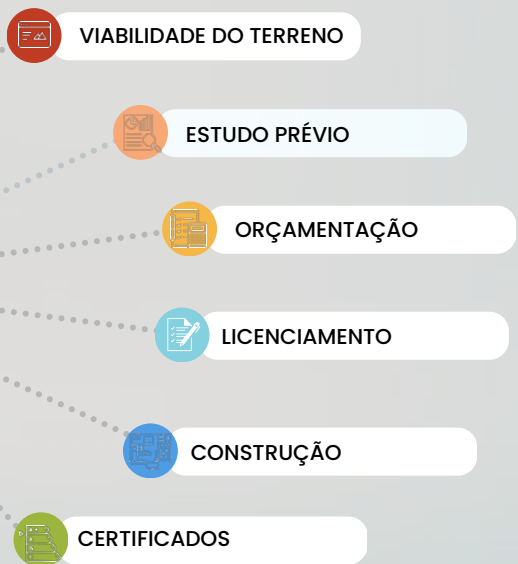 VIABILIDADE DO TERRENO
ESTUDO PRÉVIO
ORÇAMENTAÇÃO
LICENCIAMENTO
CONSTRUÇÃO
CERTIFICADOS